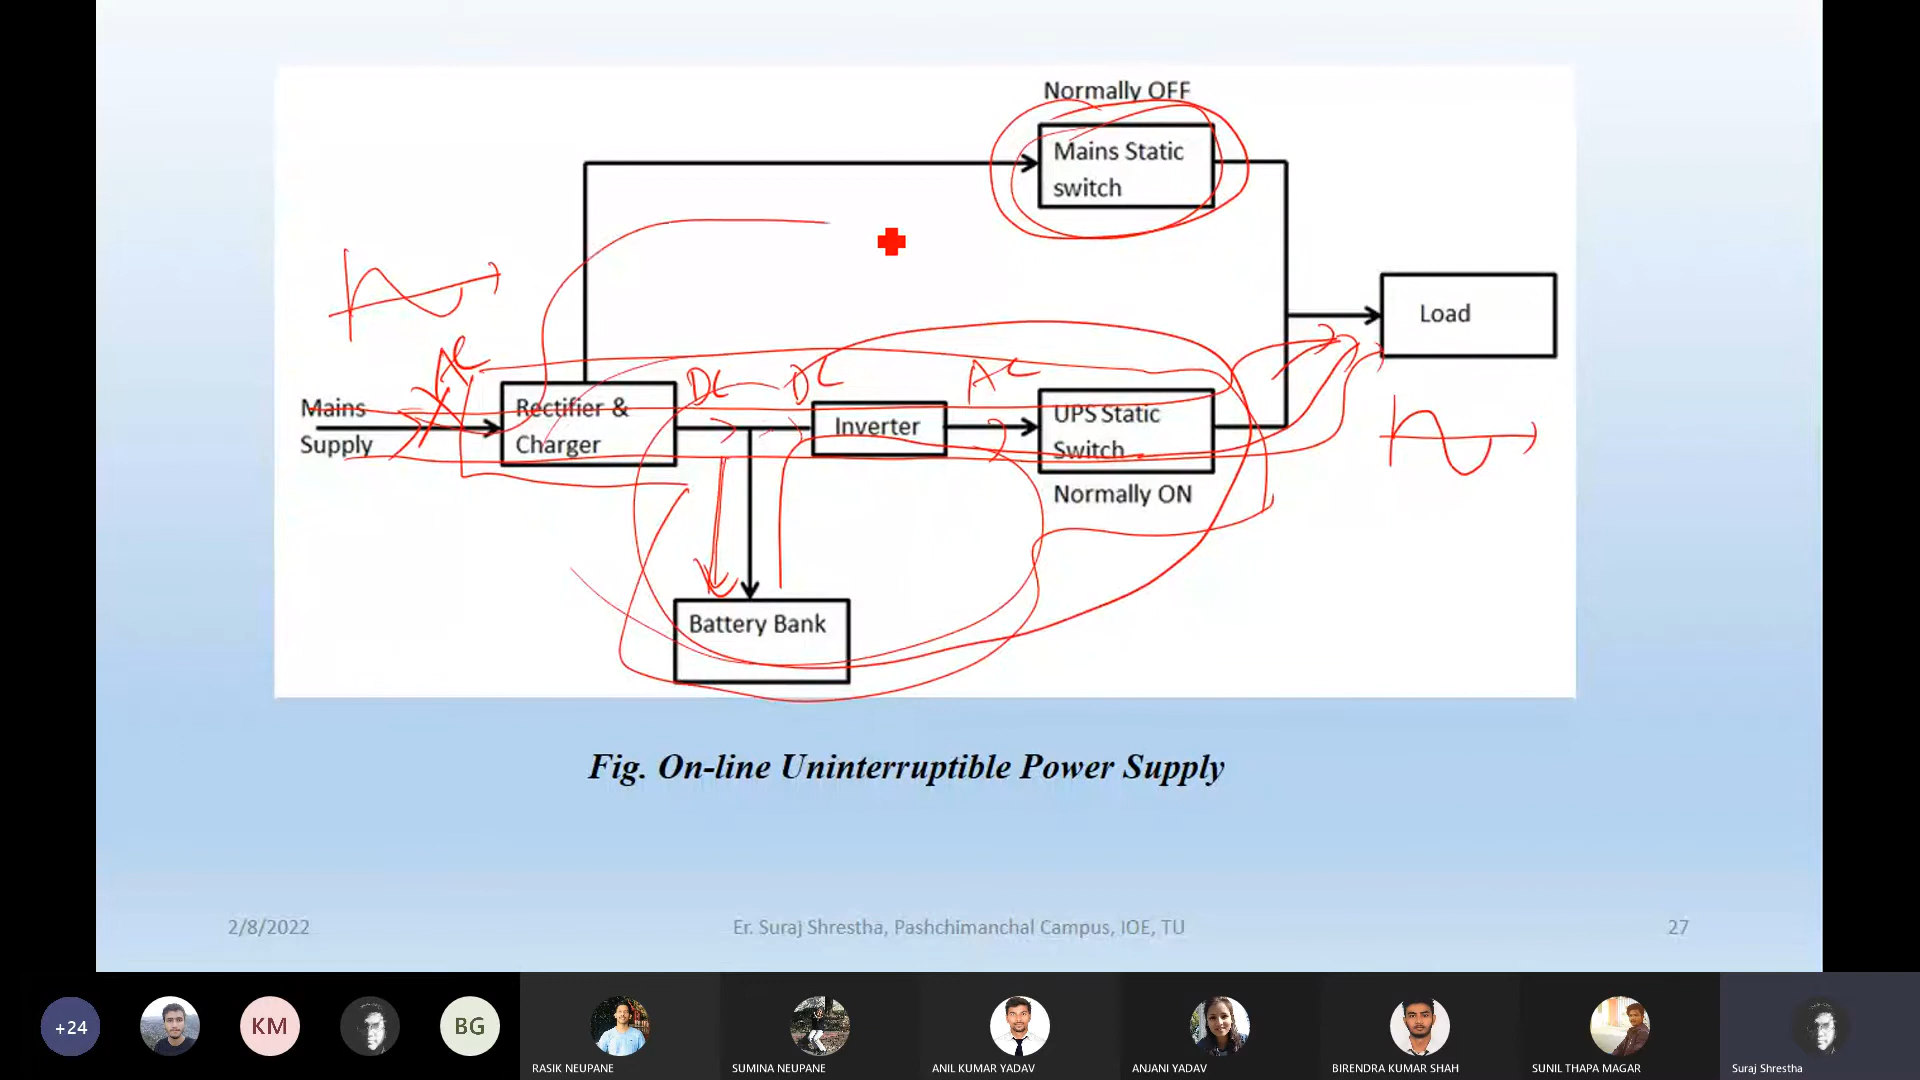 Normally OFF
Mains Static
switch
Load
AC
DC
DC
AC
Mains
Supply
Rectifier &
Charger
Inverter
UPS Static
Switch
Normally ON
Battery Bank
Fig. On-line Uninterruptible Power Supply
2/8/2022
Er. Suraj Shrestha, Pashchimanchal Campus, IOE, TU
27
+24
KM
BG
RASIK NEUPANE
SUMINA NEUPANE
ANIL KUMAR YADAV
ANJANI YADAV
BIRENDRA KUMAR SHAH
SUNIL THAPA MAGAR
Suraj Shrestha